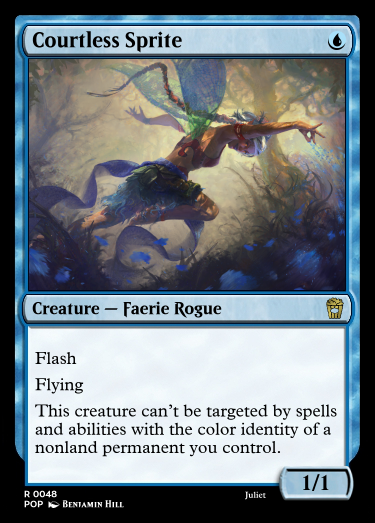 Courtless Sprite
Creature — Faerie Rogue
Flash
Flying
This creature can't be targeted by spells
and abilities with the color identity of a
nonland permanent you control.
1/1
R 0048
POP Benjamin Hill
Juliet